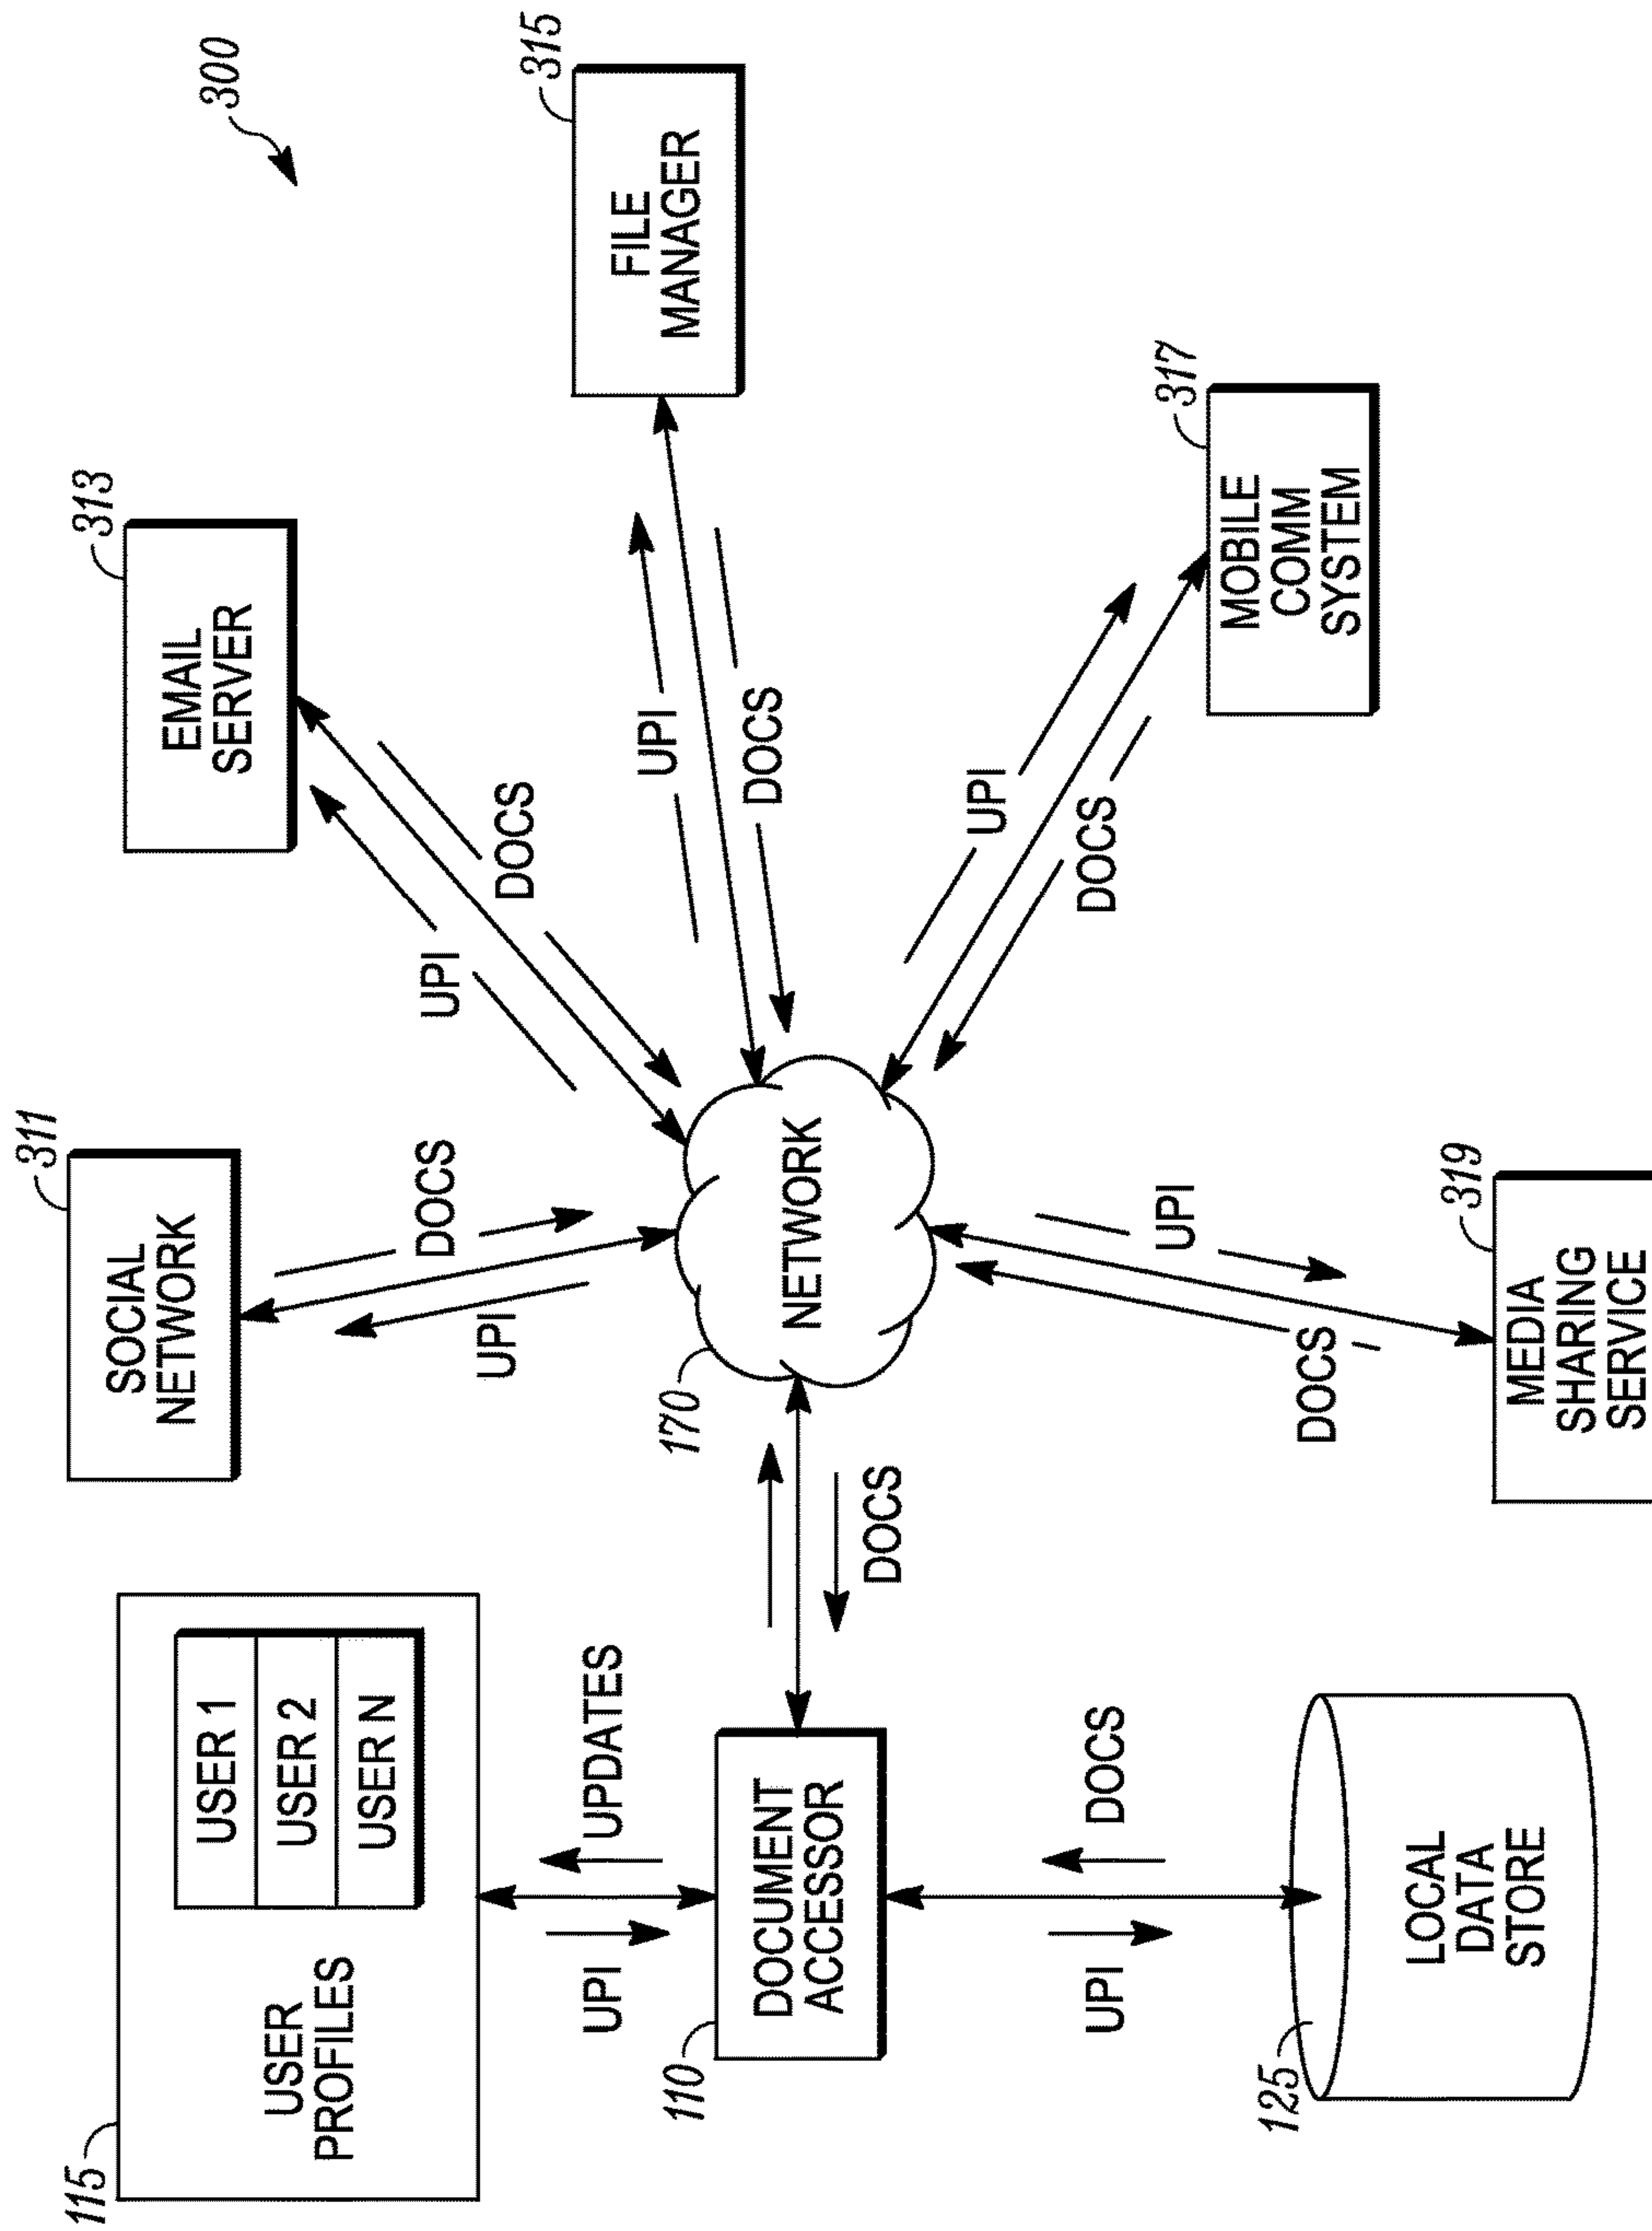 300
115
USER
PROFILES
USER 1
USER 2
USER N
311
SOCIAL
NETWORK
313
EMAIL
SERVER
315
FILE
MANAGER
UPI
UPDATES
UPI
DOCS
UPI
DOCS
UPI
DOCS
110
DOCUMENT
ACCESSOR
DOCS
170
NETWORK
UPI
DOCS
317
MOBILE
COMM
SYSTEM
UPI
DOCS
125
LOCAL
DATA
STORE
DOCS
UPI
319
MEDIA
SHARING
SERVICE